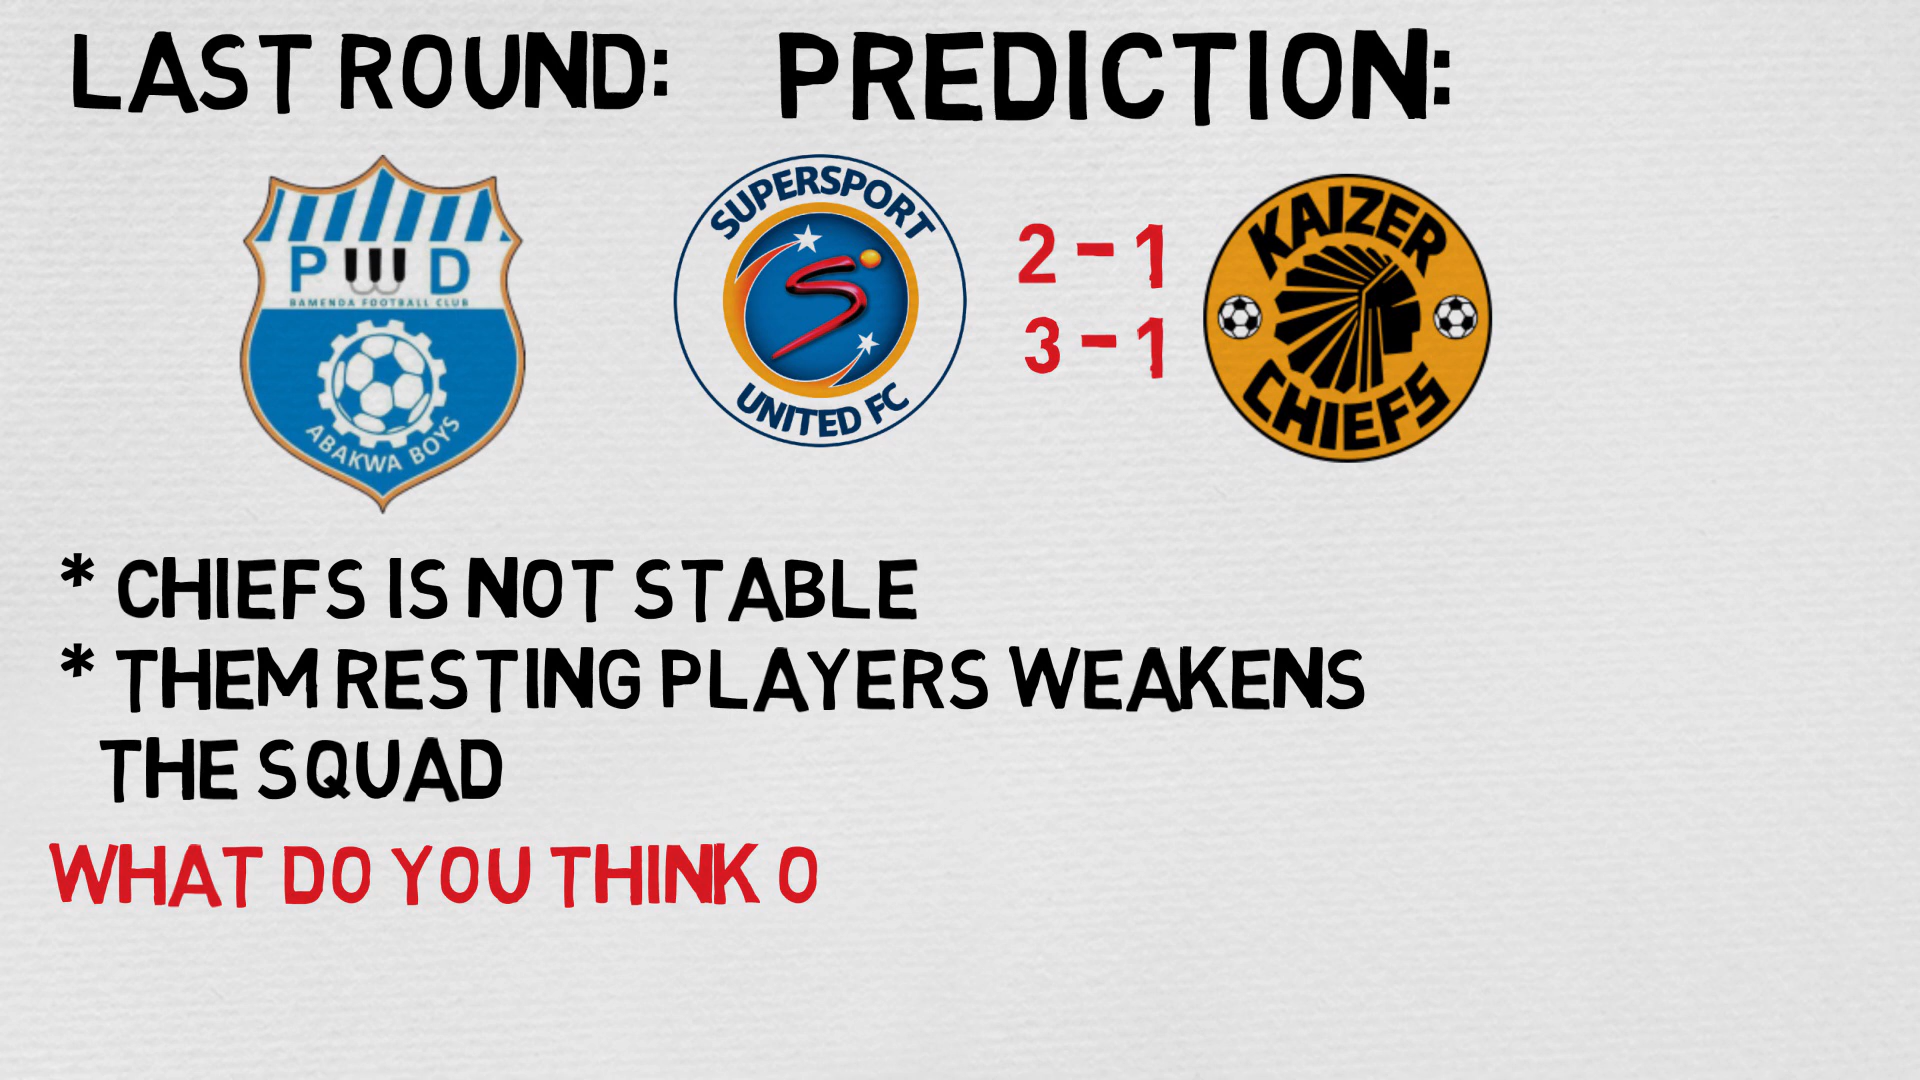 LAST ROUND:
PREDICTION:
PWD
BAMENDA FOOTBALL CLUB
ABAKWA BOYS
SUPERSPORT
UNITED FC
2 - 1
3 - 1
KAIZER
CHIEFS
* CHIEFS IS NOT STABLE
* THEM RESTING PLAYERS WEAKENS
THE SQUAD
WHAT DO YOU THINK O